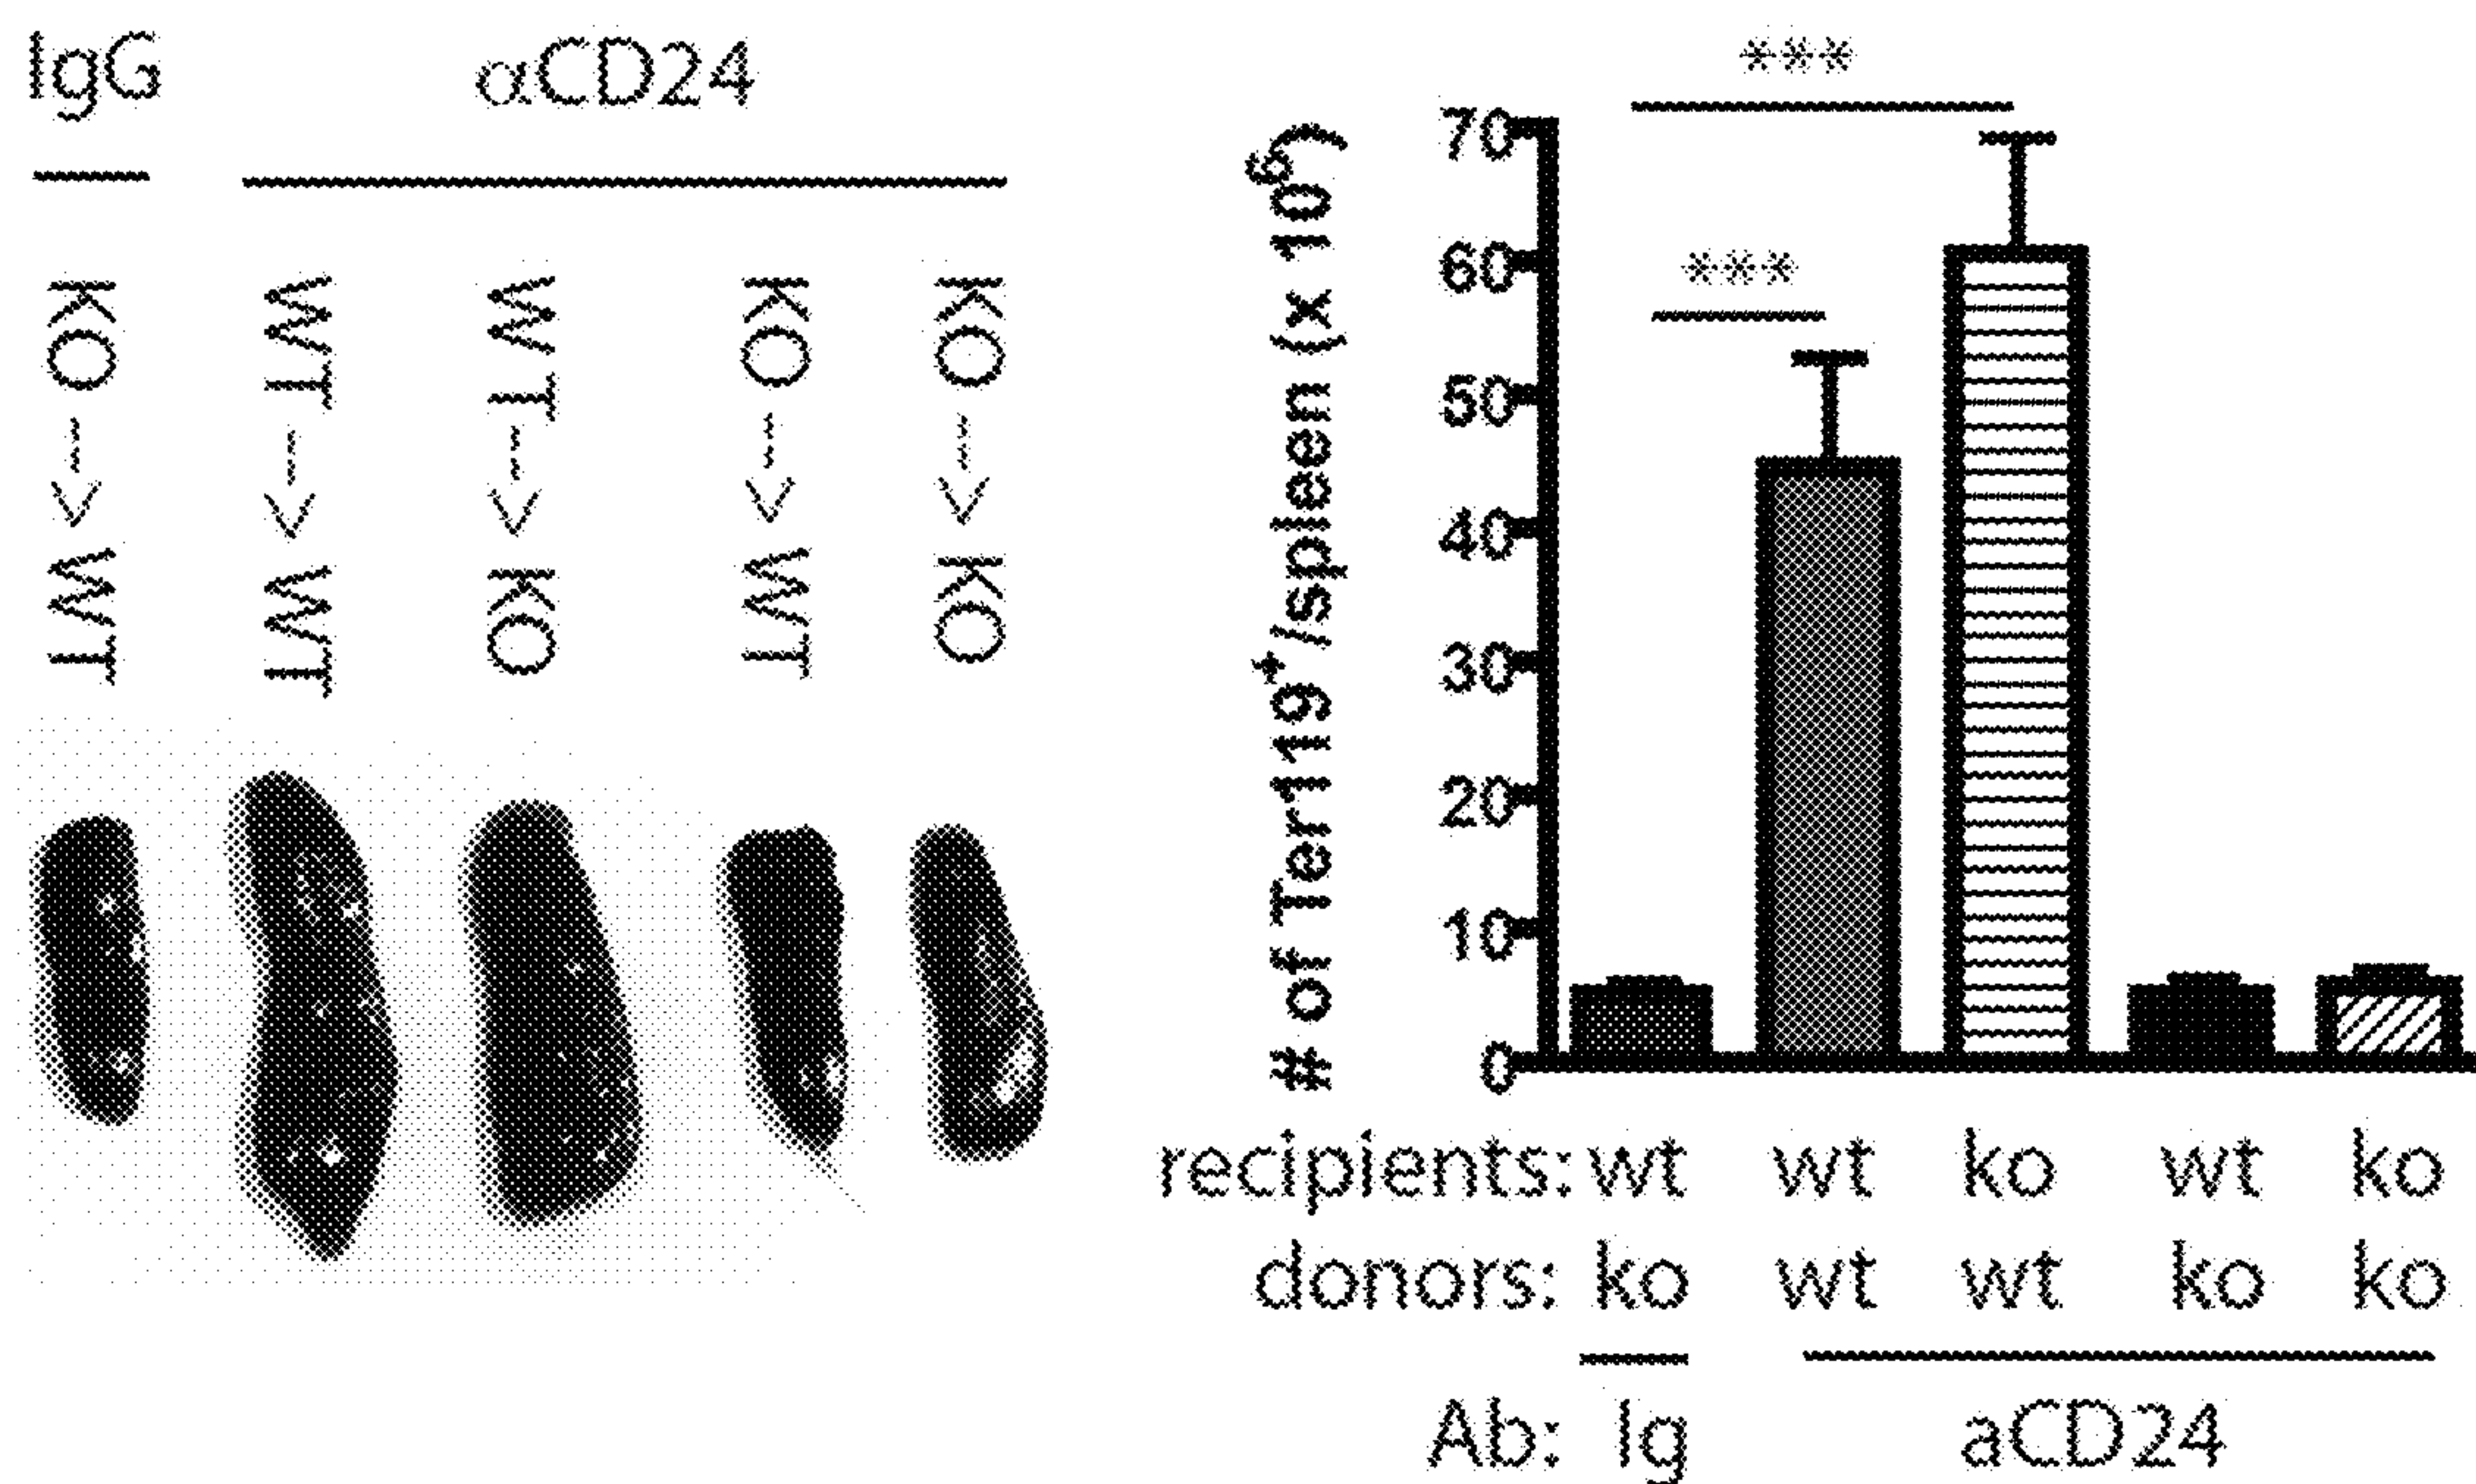 IgG
αCD24
KO --> WT
WT --> WT
WT --> KO
KO --> WT
KO --> KO
***
***
# of Ter119⁺/spleen (x 10⁶)
70
60
50
40
30
20
10
0
recipients: wt wt ko wt ko
donors: ko wt wt ko ko
Ab: Ig aCD24